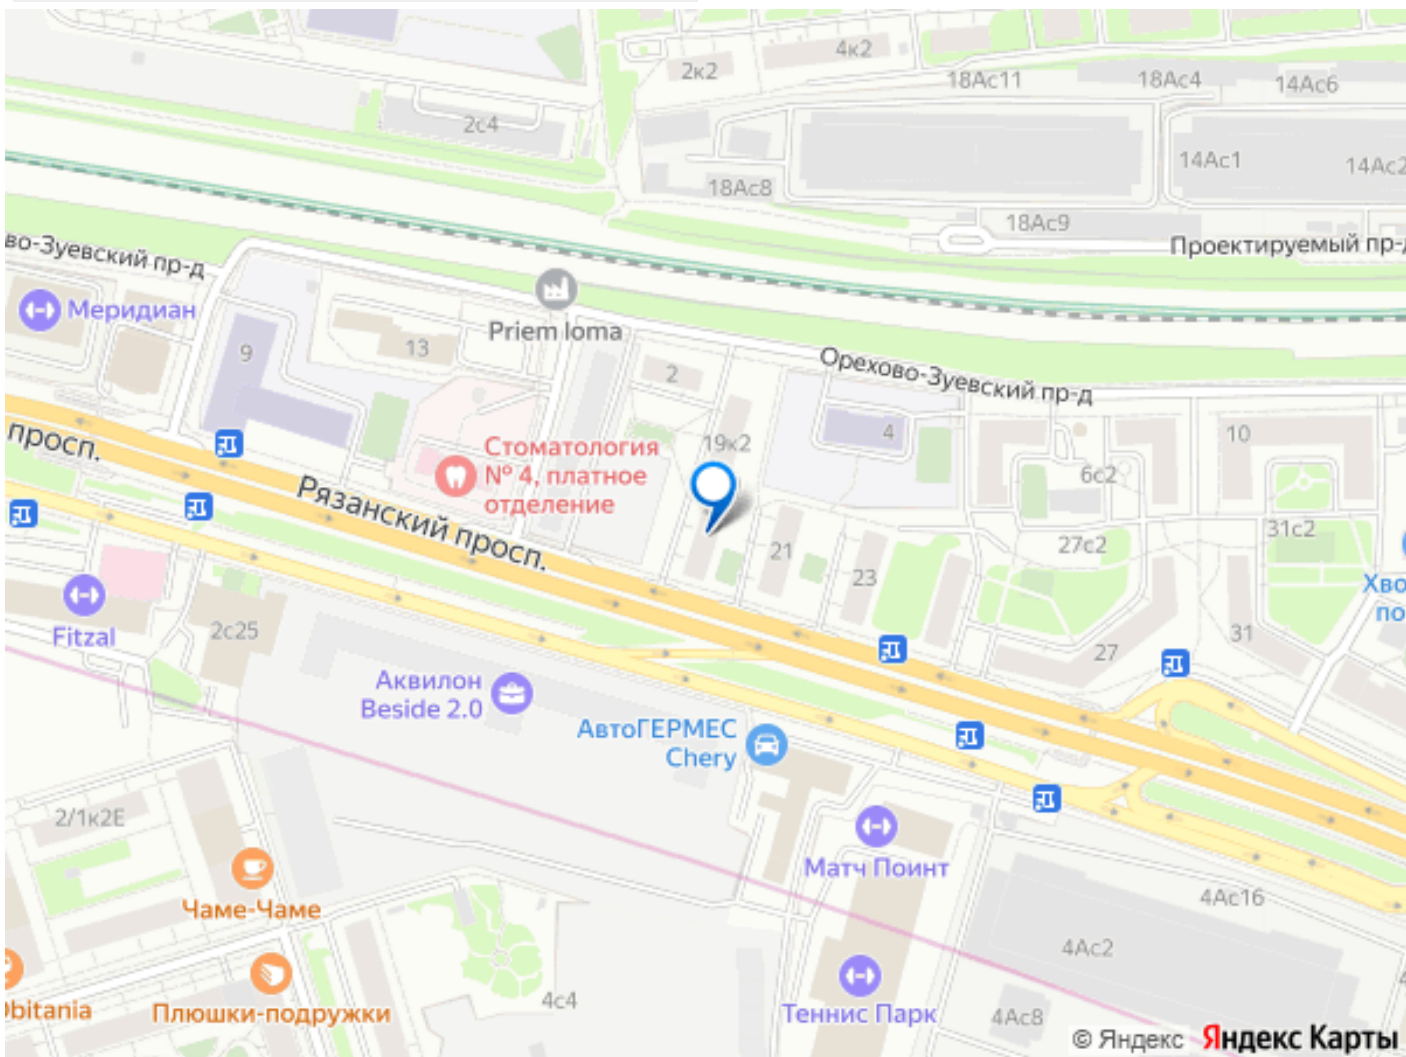 4к2
2к2
18Ас11
18Ас4
14Ас6
2с4
14Ас1
14Ас2
18Ас8
18Ас9
Проектируемый пр-д
во-Зуевский пр-д
Меридиан
Priem loma
9
13
2
Орехово-Зуевский пр-д
просп.
19к2
4
10
Стоматология
№ 4, платное
отделение
6с2
Рязанский просп.
21
27с2
31с2
23
Хво
по
Fitzal
2с25
27
31
Аквилон
Beside 2.0
АвтоГЕРМЕС
Chery
2/1к2Е
Матч Поинт
Чаме-Чаме
4Ас16
4Ас2
Obitania
Плюшки-подружки
4с4
Теннис Парк
4Ас8
© Яндекс Яндекс Карты